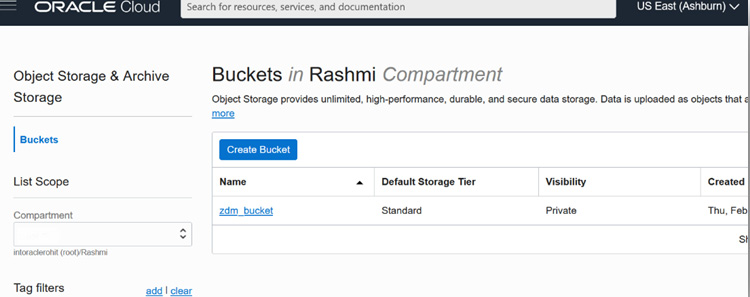 ORACLE Cloud
Search for resources, services, and documentation
US East (Ashburn)
Object Storage & Archive
Storage
Buckets
List Scope
Compartment
intoraclerohit (root)/Rashmi
Tag filters
add | clear
Buckets in Rashmi Compartment
Object Storage provides unlimited, high-performance, durable, and secure data storage. Data is uploaded as objects that a
more
Create Bucket
Name Default Storage Tier Visibility Created
zdm_bucket Standard Private Thu, Feb
Sh